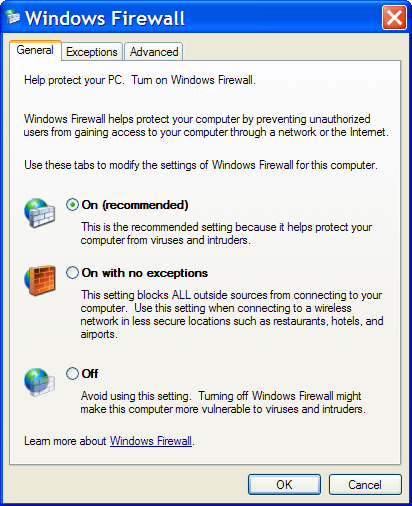 Windows Firewall
General Exceptions Advanced
Help protect your PC. Turn on Windows Firewall.
Windows Firewall helps protect your computer by preventing unauthorized
users from gaining access to your computer through a network or the Internet.
Use these tabs to modify the settings of Windows Firewall for this computer.
On (recommended)
This is the recommended setting because it helps protect your
computer from viruses and intruders.
On with no exceptions
This setting blocks ALL outside sources from connecting to your
computer. Use this setting when connecting to a wireless
network in less secure locations such as restaurants, hotels, and
airports.
Off
Avoid using this setting. Turning off Windows Firewall might
make this computer more vulnerable to viruses and intruders.
Learn more about Windows Firewall.
OK Cancel